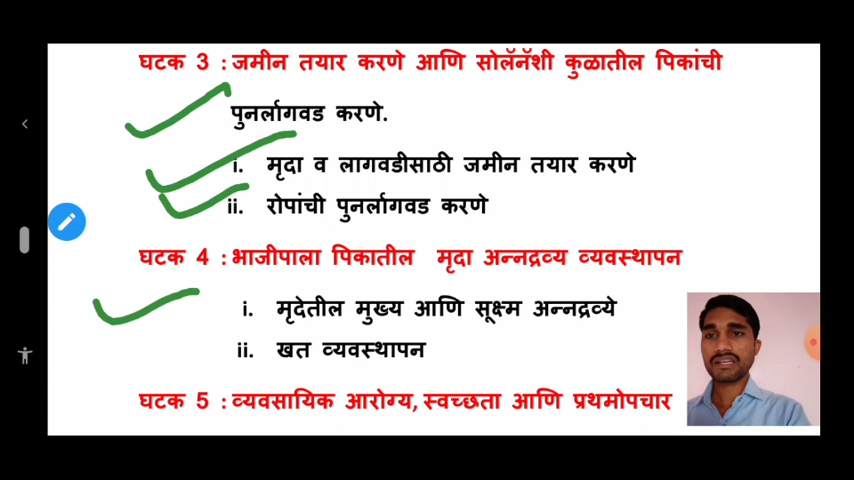 घटक 3 : जमीन तयार करणे आणि सोलॅनॅशी कुळातील पिकांची
पुनर्लागवड करणे.
i. मृदा व लागवडीसाठी जमीन तयार करणे
ii. रोपांची पुनर्लागवड करणे
घटक 4 : भाजीपाला पिकातील मृदा अन्नद्रव्य व्यवस्थापन
i. मृदेतील मुख्य आणि सूक्ष्म अन्नद्रव्ये
ii. खत व्यवस्थापन
घटक 5 : व्यवसायिक आरोग्य, स्वच्छता आणि प्रथमोपचार